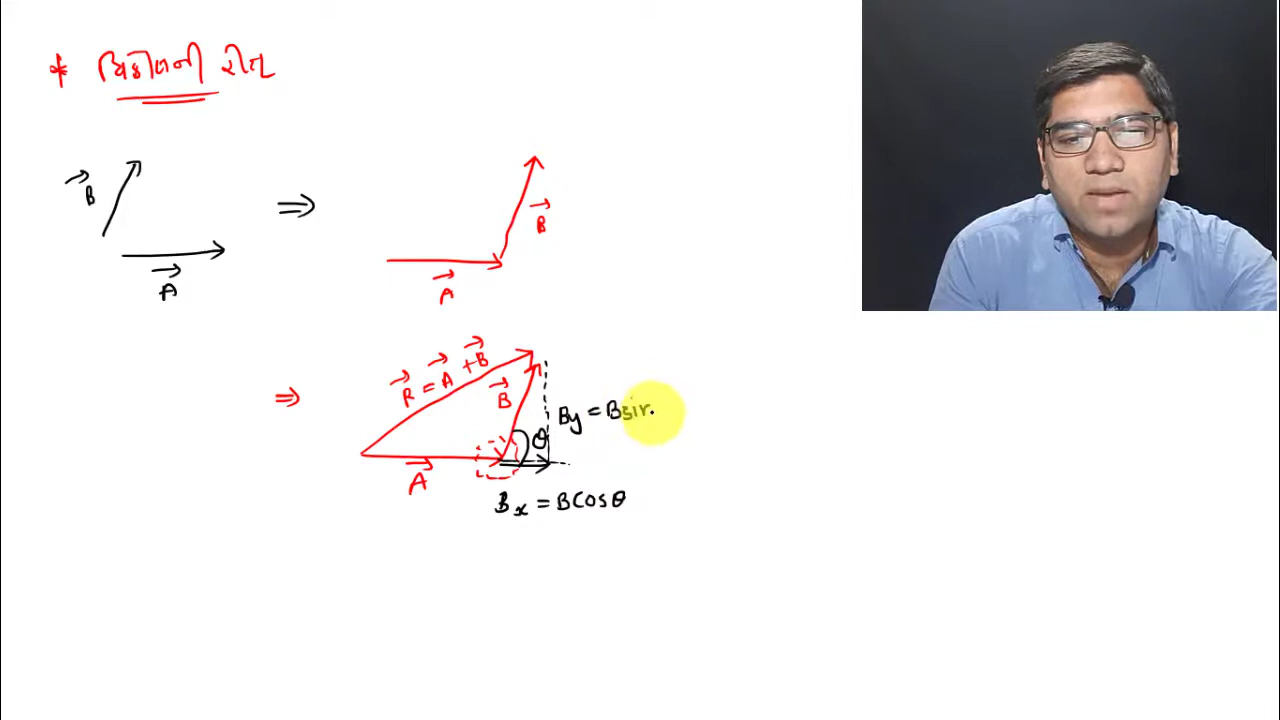 * ત્રિકોણની રીત
B⃗
A⃗
⇒
B⃗
A⃗
⇒
R⃗ = A⃗ + B⃗
B⃗
θ
A⃗
By = Bsin
Bx = BCosθ